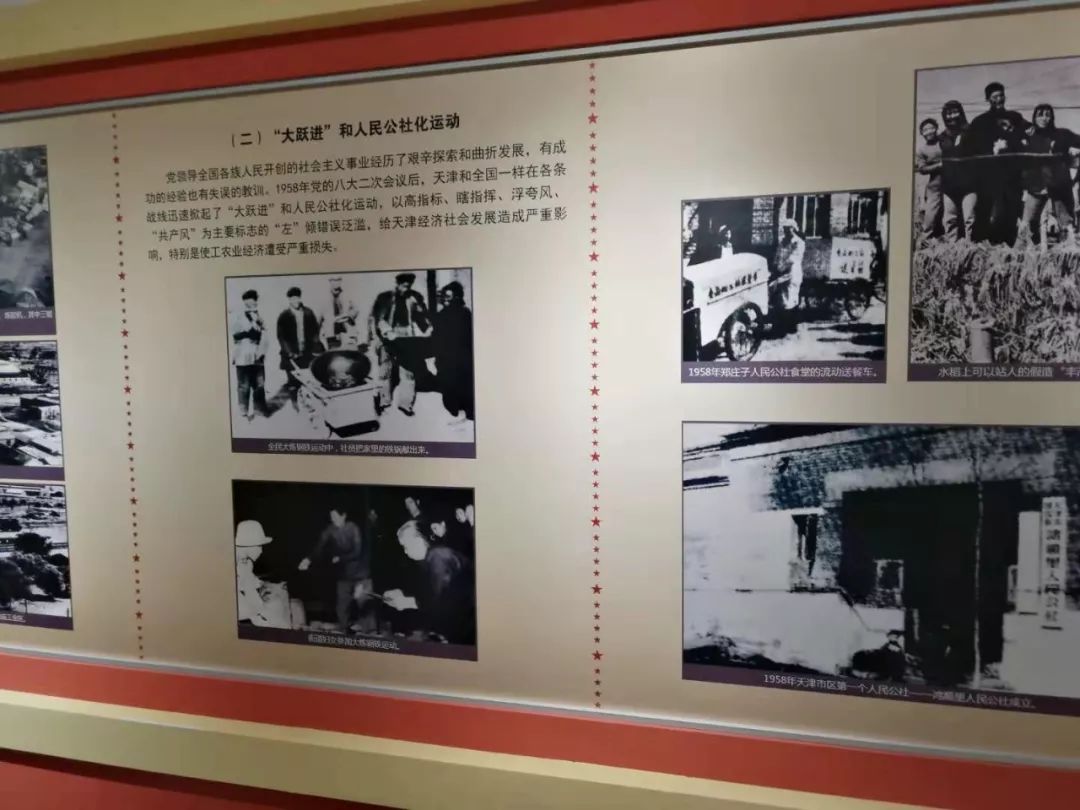 （二）“大跃进”和人民公社化运动
党领导全国各族人民开创的社会主义事业经历了艰辛探索和曲折发展，有成
功的经验也有失误的教训。1958年党的八大二次会议后，天津和全国一样在各条
战线迅速掀起了“大跃进”和人民公社化运动，以高指标、瞎指挥、浮夸风、
“共产风”为主要标志的“左”倾错误泛滥，给天津经济社会发展造成严重影
响，特别是使工农业经济遭受严重损失。
全民大炼钢铁运动中，社员把家里的铁锅献出来。
街道妇女参加大炼钢铁运动。
1958年郑庄子人民公社食堂的流动送餐车。
水稻上可以站人的假造“丰
鸿顺里人民公社
1958年天津市区第一个人民公社——鸿顺里人民公社成立。